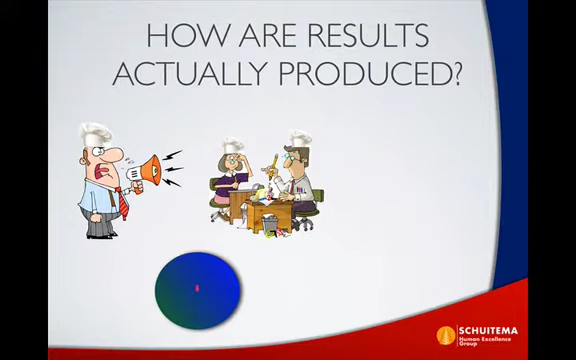 HOW ARE RESULTS
ACTUALLY PRODUCED?
SCHUITEMA
Human Excellence
Group